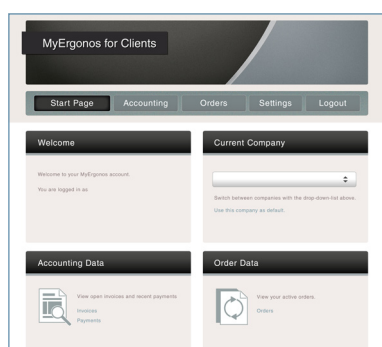 MyErgonos for Clients
Start Page Accounting Orders Settings Logout
Welcome
Welcome to your MyErgonos account.
You are logged in as
Current Company
Switch between companies with the drop-down-list above.
Use this company as default.
Accounting Data
View open invoices and recent payments
Invoices
Payments
Order Data
View your active orders.
Orders